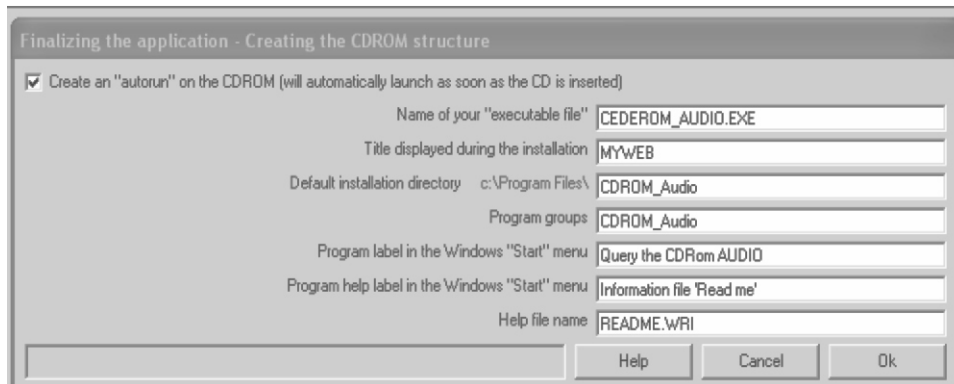 Finalizing the application - Creating the CDROM structure
Create an "autorun" on the CDROM (will automatically launch as soon as the CD is inserted)
Name of your "executable file" CEDEROM_AUDIO.EXE
Title displayed during the installation MYWEB
Default installation directory c:\Program Files\ CDROM_Audio
Program groups CDROM_Audio
Program label in the Windows "Start" menu Query the CDRom AUDIO
Program help label in the Windows "Start" menu Information file 'Read me'
Help file name README.WRI
Help Cancel Ok